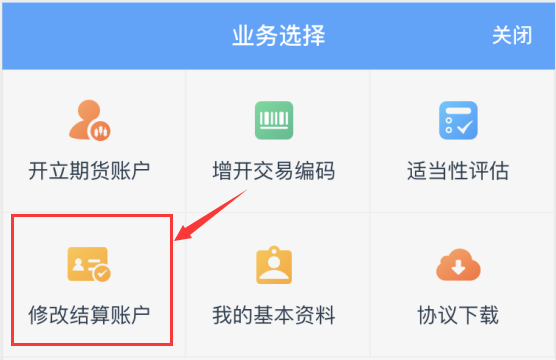 业务选择 关闭
开立期货账户 增开交易编码 适当性评估
修改结算账户 我的基本资料 协议下载